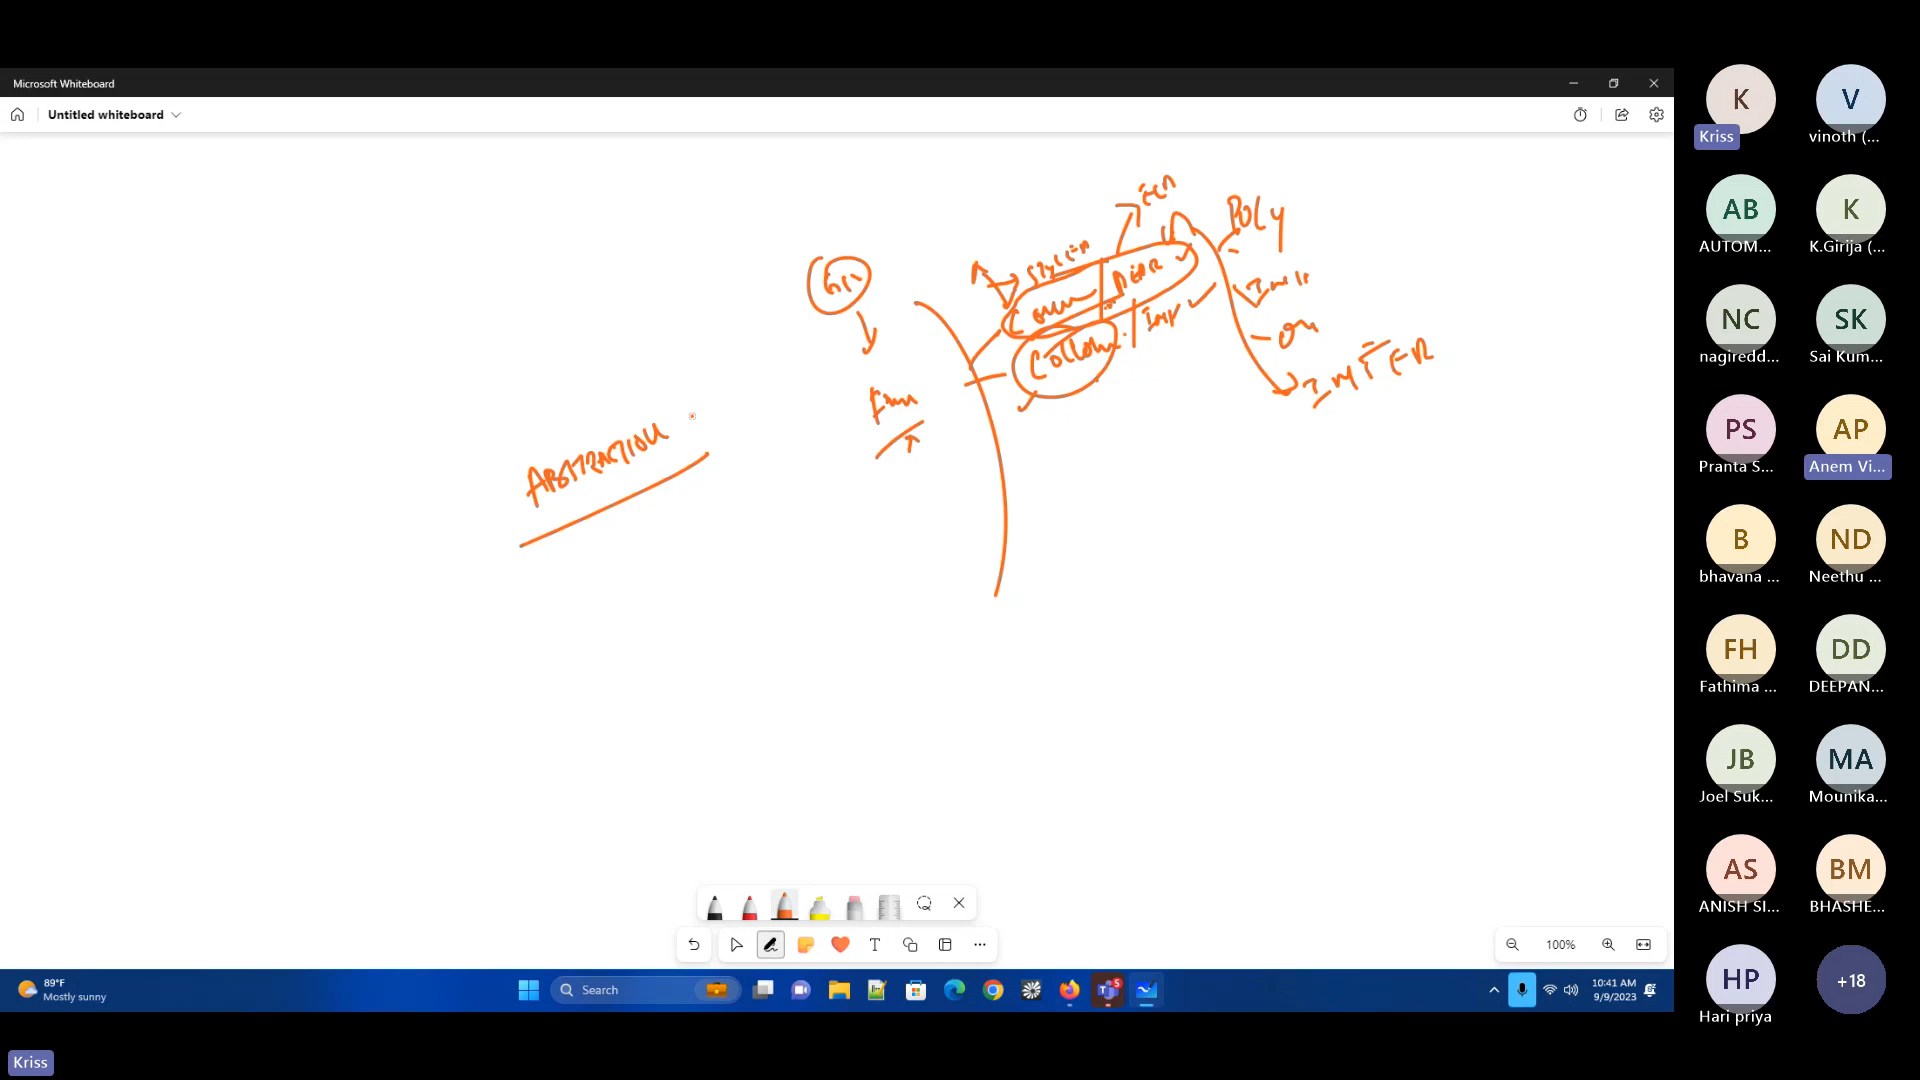 Microsoft Whiteboard
Untitled whiteboard
POLY
ABSTRACTION
INTER
100%
89°F
Mostly sunny
Search
5
10:41 AM
9/9/2023
K
Kriss
V
vinoth (...
AB
AUTOM...
K
K.Girija (...
NC
nagiredd...
SK
Sai Kum...
PS
Pranta S...
AP
Anem Vi...
B
bhavana ...
ND
Neethu ...
FH
Fathima ...
DD
DEEPAN...
JB
Joel Suk...
MA
Mounika...
AS
ANISH SI...
BM
BHASHE...
HP
Hari priya
+18
Kriss